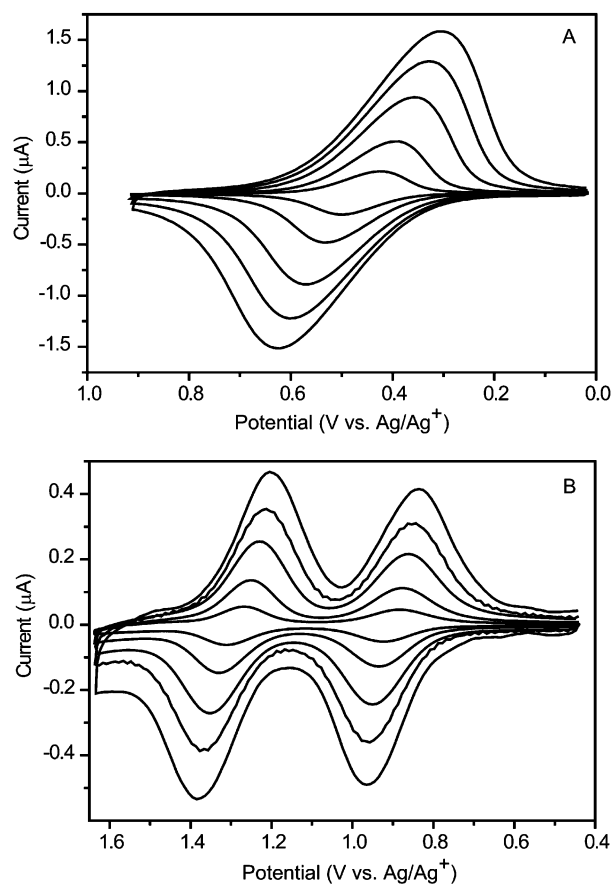 A
1.5
1.0
0.5
0.0
-0.5
-1.0
-1.5
Current (μA)
1.0 0.8 0.6 0.4 0.2 0.0
Potential (V vs. Ag/Ag+)
B
0.4
0.2
0.0
-0.2
-0.4
Current (μA)
1.6 1.4 1.2 1.0 0.8 0.6 0.4
Potential (V vs. Ag/Ag+)